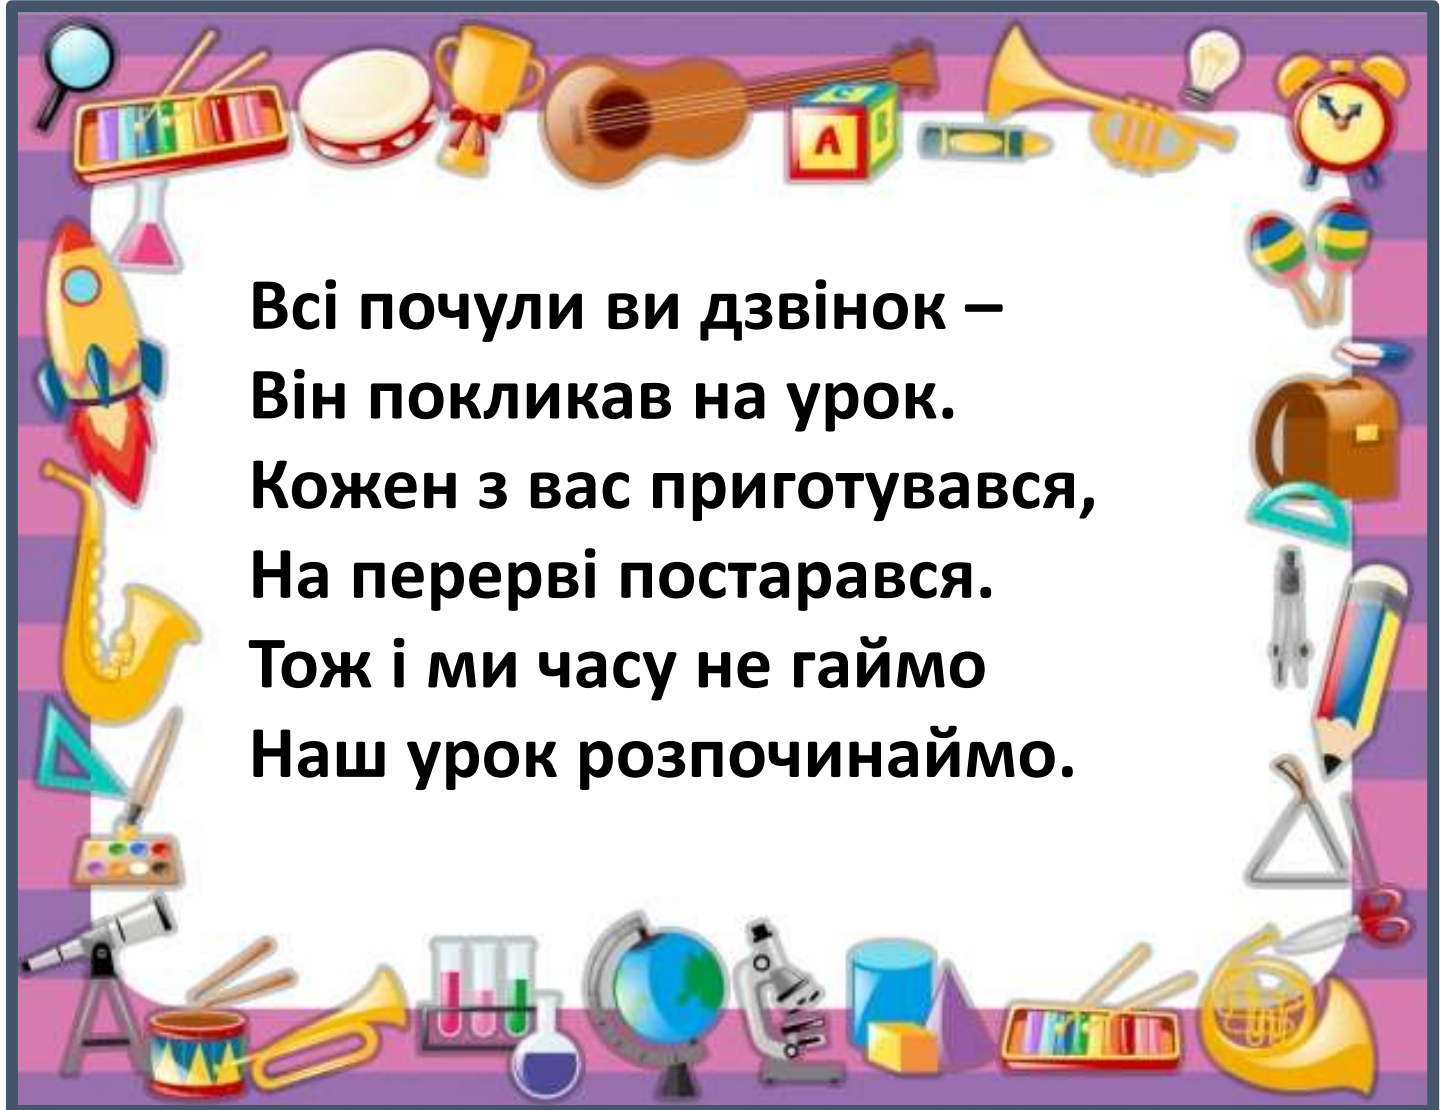 Всі почули ви дзвінок –
Він покликав на урок.
Кожен з вас приготувався,
На перерві постарався.
Тож і ми часу не гаймо
Наш урок розпочинаймо.
A
B
C